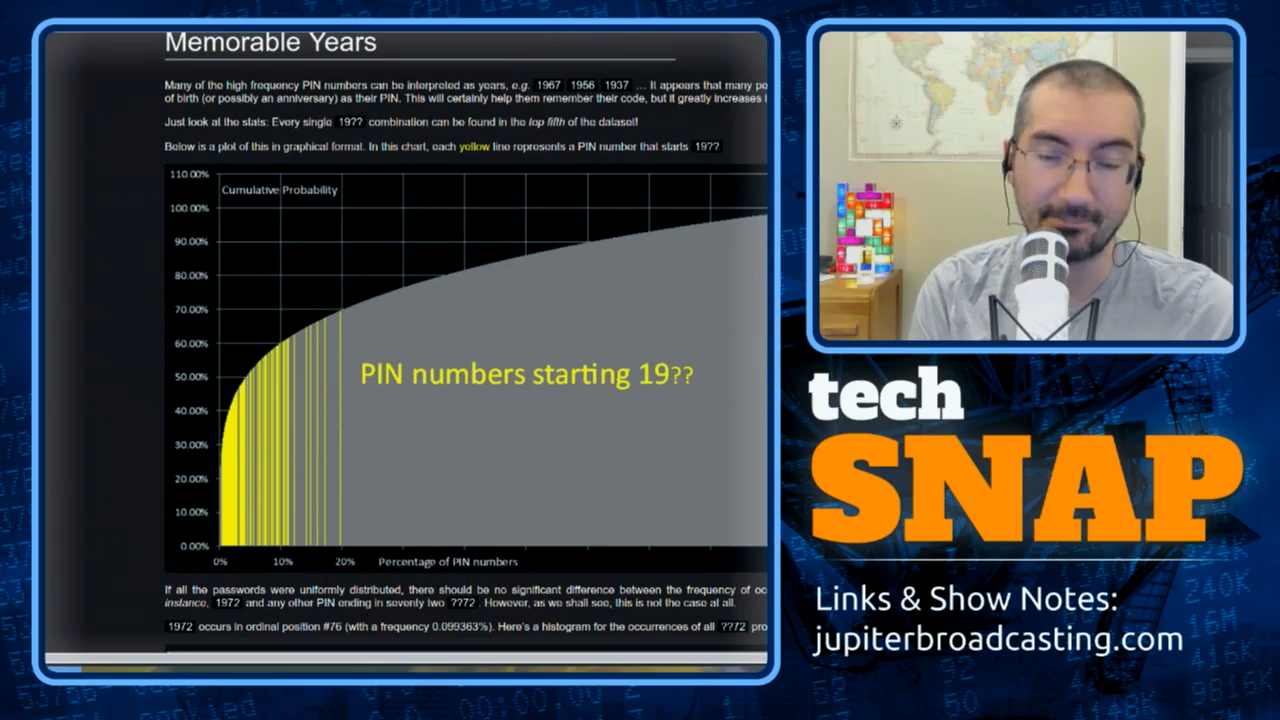 Memorable Years
Many of the high frequency PIN numbers can be interpreted as years, e.g. 1967 1956 1937 ... It appears that many pe
of birth (or possibly an anniversary) as their PIN. This will certainly help them remember their code, but it greatly increases
Just look at the stats: Every single 19?? combination can be found in the top fifth of the dataset!
Below is a plot of this in graphical format. In this chart, each yellow line represents a PIN number that starts 19??
110.00%
Cumulative Probability
100.00%
90.00%
80.00%
70.00%
60.00%
50.00%
40.00%
30.00%
20.00%
10.00%
0.00%
PIN numbers starting 19??
0% 10% 20% Percentage of PIN numbers
If all the passwords were uniformly distributed, there should be no significant difference between the frequency of oc
instance, 1972 and any other PIN ending in seventy two ??72. However, as we shall see, this is not the case at all.
1972 occurs in ordinal position #76 (with a frequency 0.099363%). Here's a histogram for the occurrences of all ??72 pro
tech
SNAP
Links & Show Notes:
jupiterbroadcasting.com